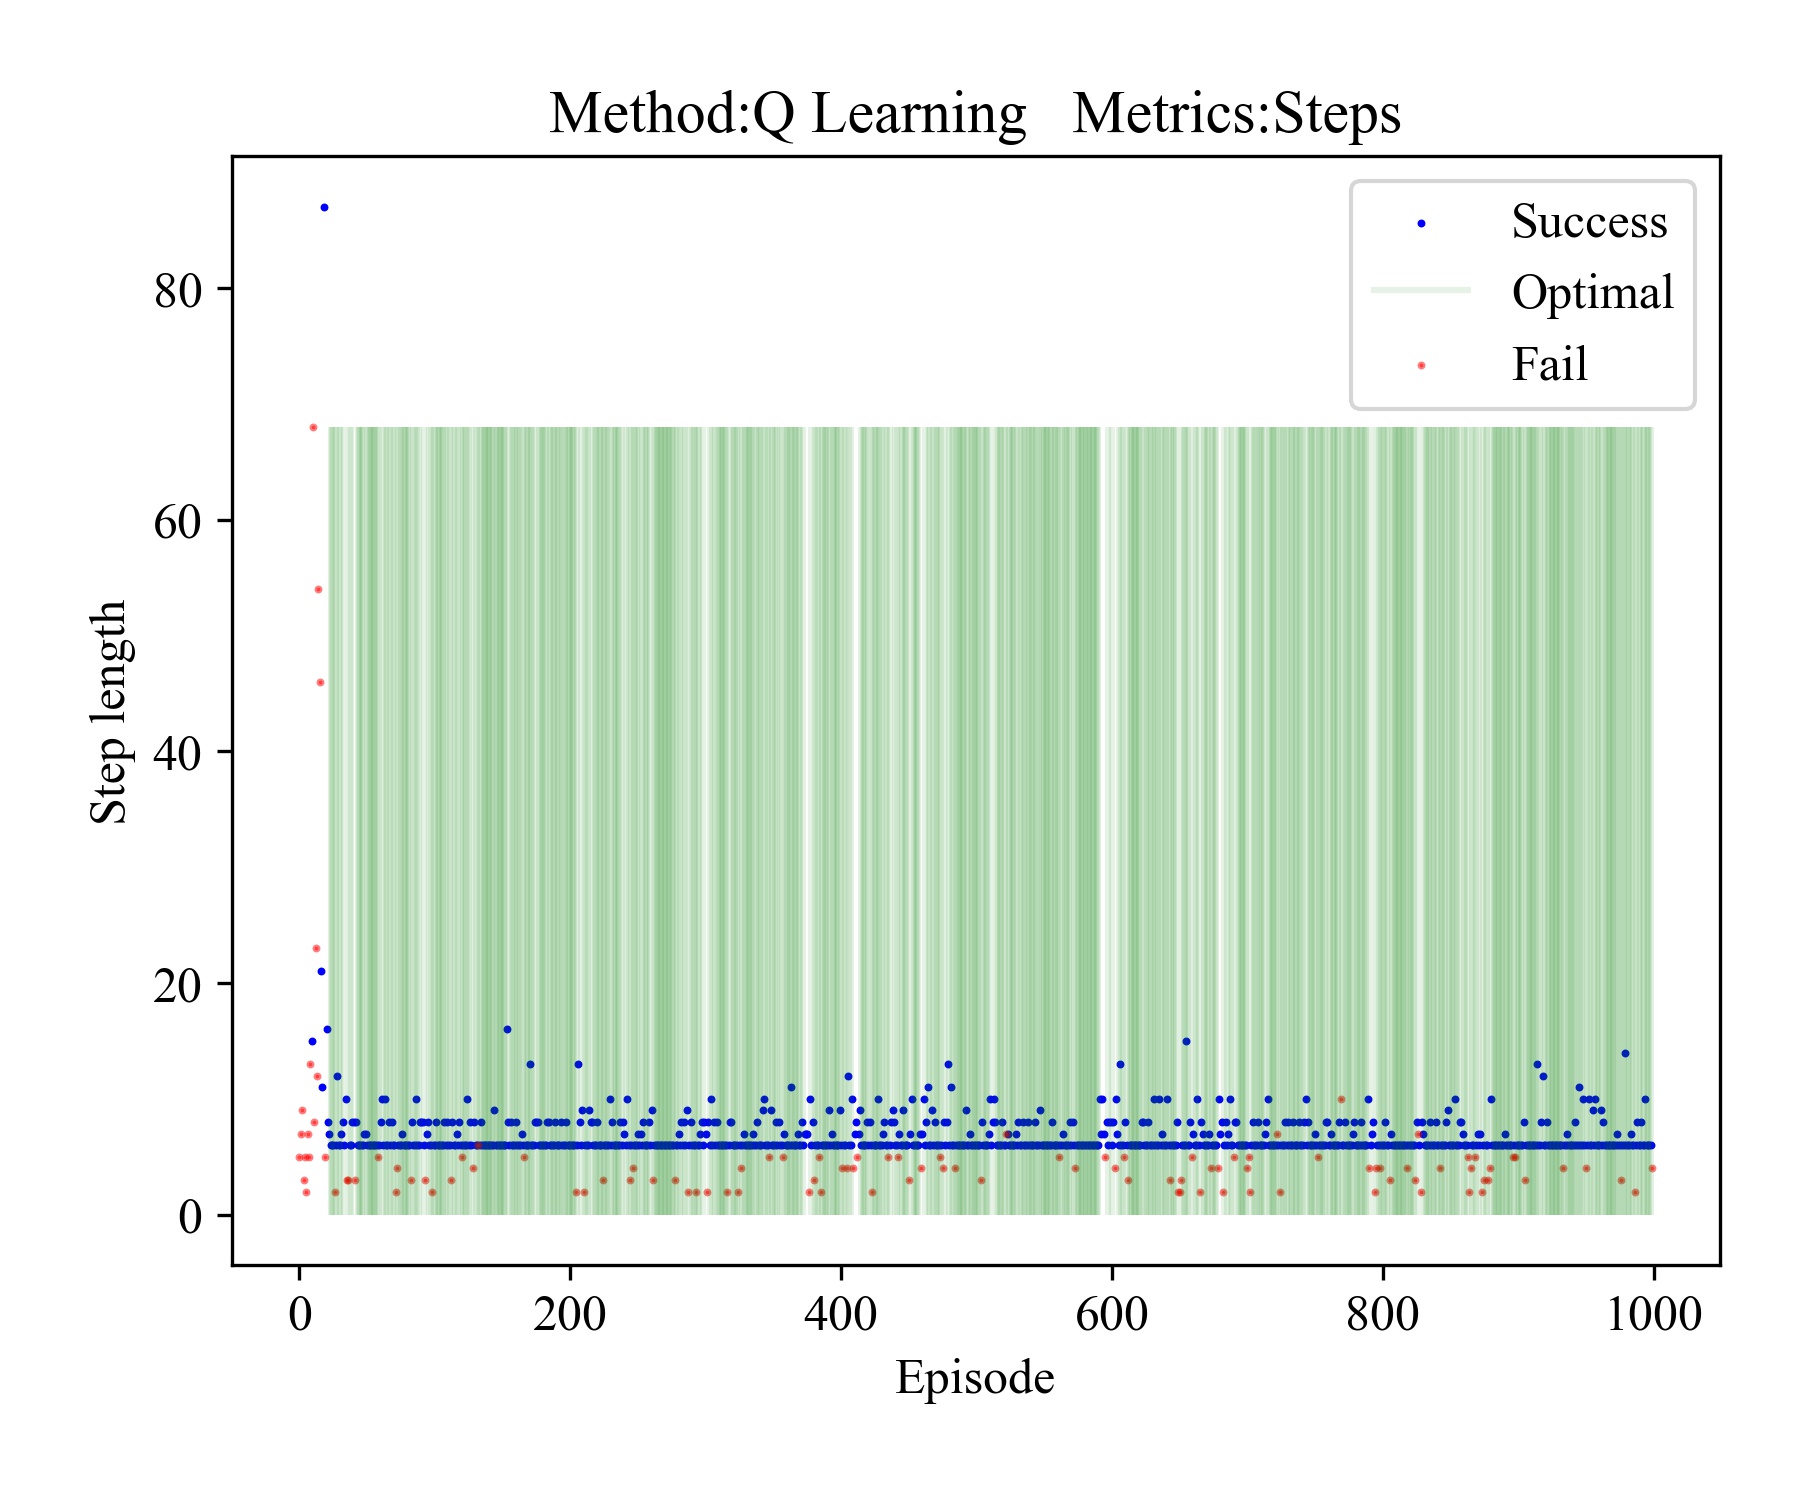 Method:Q Learning   Metrics:Steps
Success
Optimal
Fail
Step length
80
60
40
20
0
0 200 400 600 800 1000
Episode